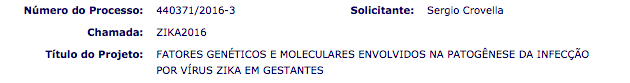 Número do Processo: 440371/2016-3 Solicitante: Sergio Crovella
Chamada: ZIKA2016
Título do Projeto: FATORES GENÉTICOS E MOLECULARES ENVOLVIDOS NA PATOGÊNESE DA INFECÇÃO
POR VÍRUS ZIKA EM GESTANTES